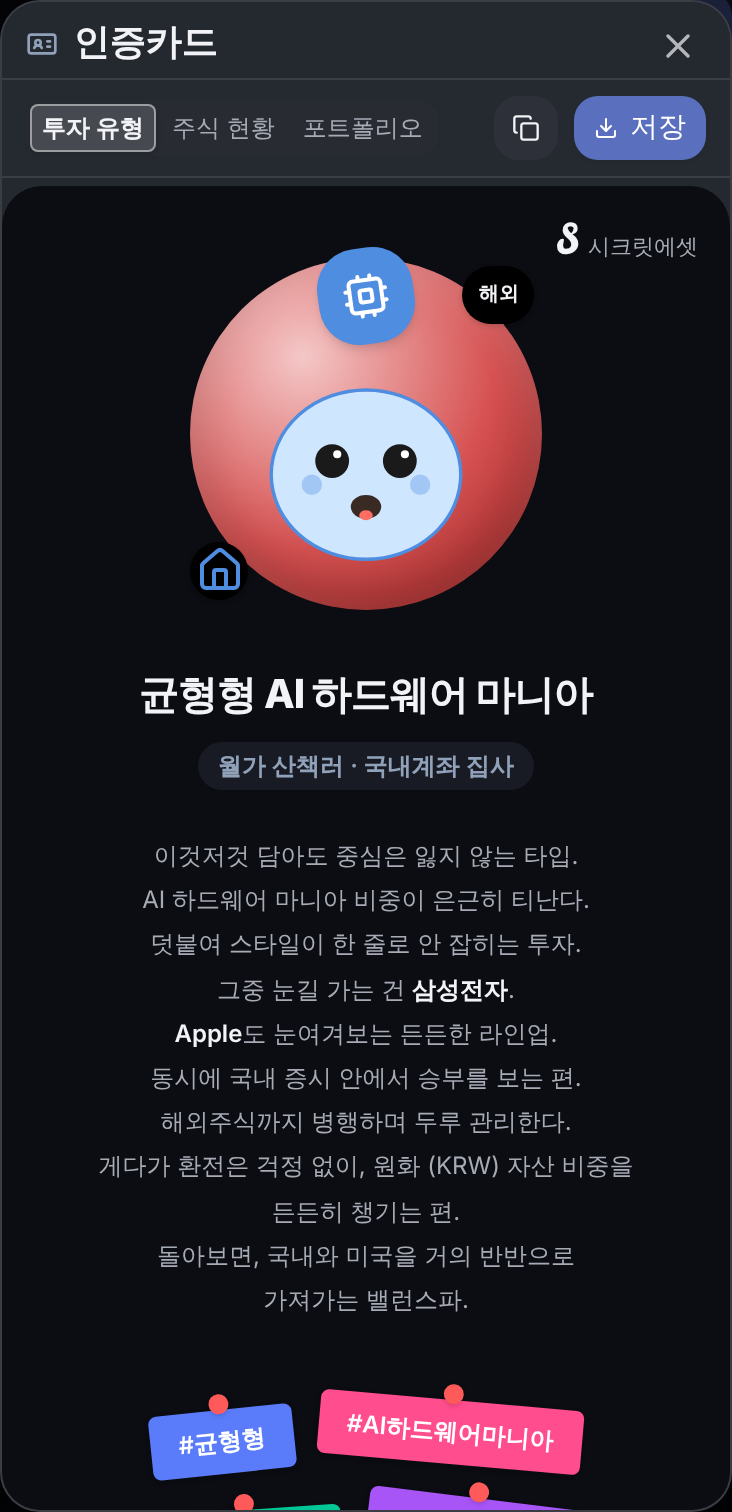 인증카드
투자 유형 주식 현황 포트폴리오 저장
시크릿에셋
해외
균형형 AI 하드웨어 마니아
월가 산책러 · 국내계좌 집사
이것저것 담아도 중심은 잃지 않는 타입.
AI 하드웨어 마니아 비중이 은근히 티난다.
덧붙여 스타일이 한 줄로 안 잡히는 투자.
그중 눈길 가는 건 삼성전자.
Apple도 눈여겨보는 든든한 라인업.
동시에 국내 증시 안에서 승부를 보는 편.
해외주식까지 병행하며 두루 관리한다.
게다가 환전은 걱정 없이, 원화 (KRW) 자산 비중을
든든히 챙기는 편.
돌아보면, 국내와 미국을 거의 반반으로
가져가는 밸런스파.
#균형형 #AI하드웨어마니아